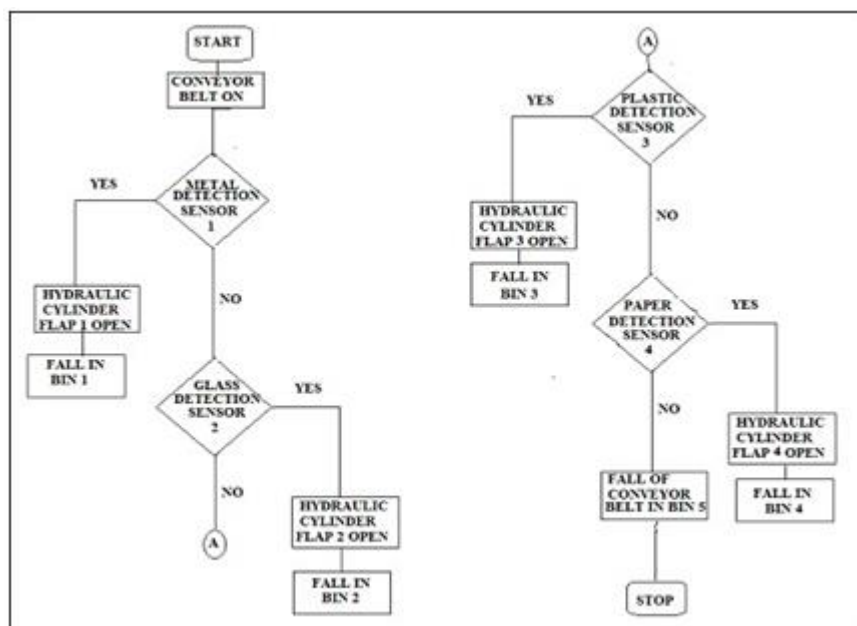 START
CONVEYOR
BELT ON
METAL
DETECTION
SENSOR
1
YES
HYDRAULIC
CYLINDER
FLAP 1 OPEN
FALL IN
BIN 1
NO
GLASS
DETECTION
SENSOR
2
YES
HYDRAULIC
CYLINDER
FLAP 2 OPEN
FALL IN
BIN 2
NO
A
A
PLASTIC
DETECTION
SENSOR
3
YES
HYDRAULIC
CYLINDER
FLAP 3 OPEN
FALL IN
BIN 3
NO
PAPER
DETECTION
SENSOR
4
YES
HYDRAULIC
CYLINDER
FLAP 4 OPEN
FALL IN
BIN 4
NO
FALL OF
CONVEYOR
BELT IN BIN 5
STOP